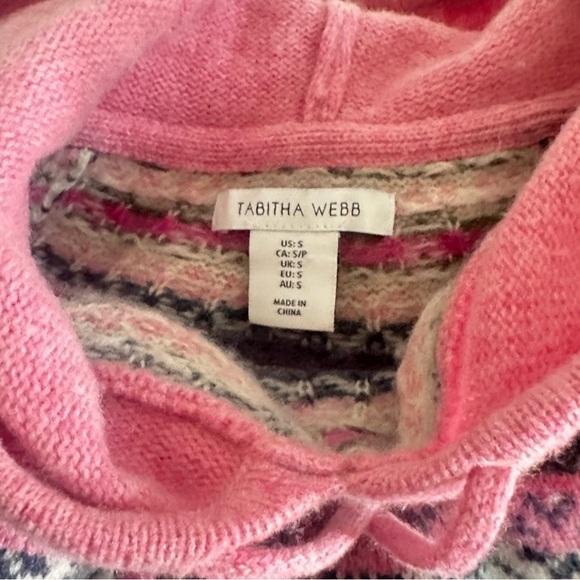 TABITHA WEBB
US: S
CA: S/P
UK: S
EU: S
AU: S
MADE IN
CHINA